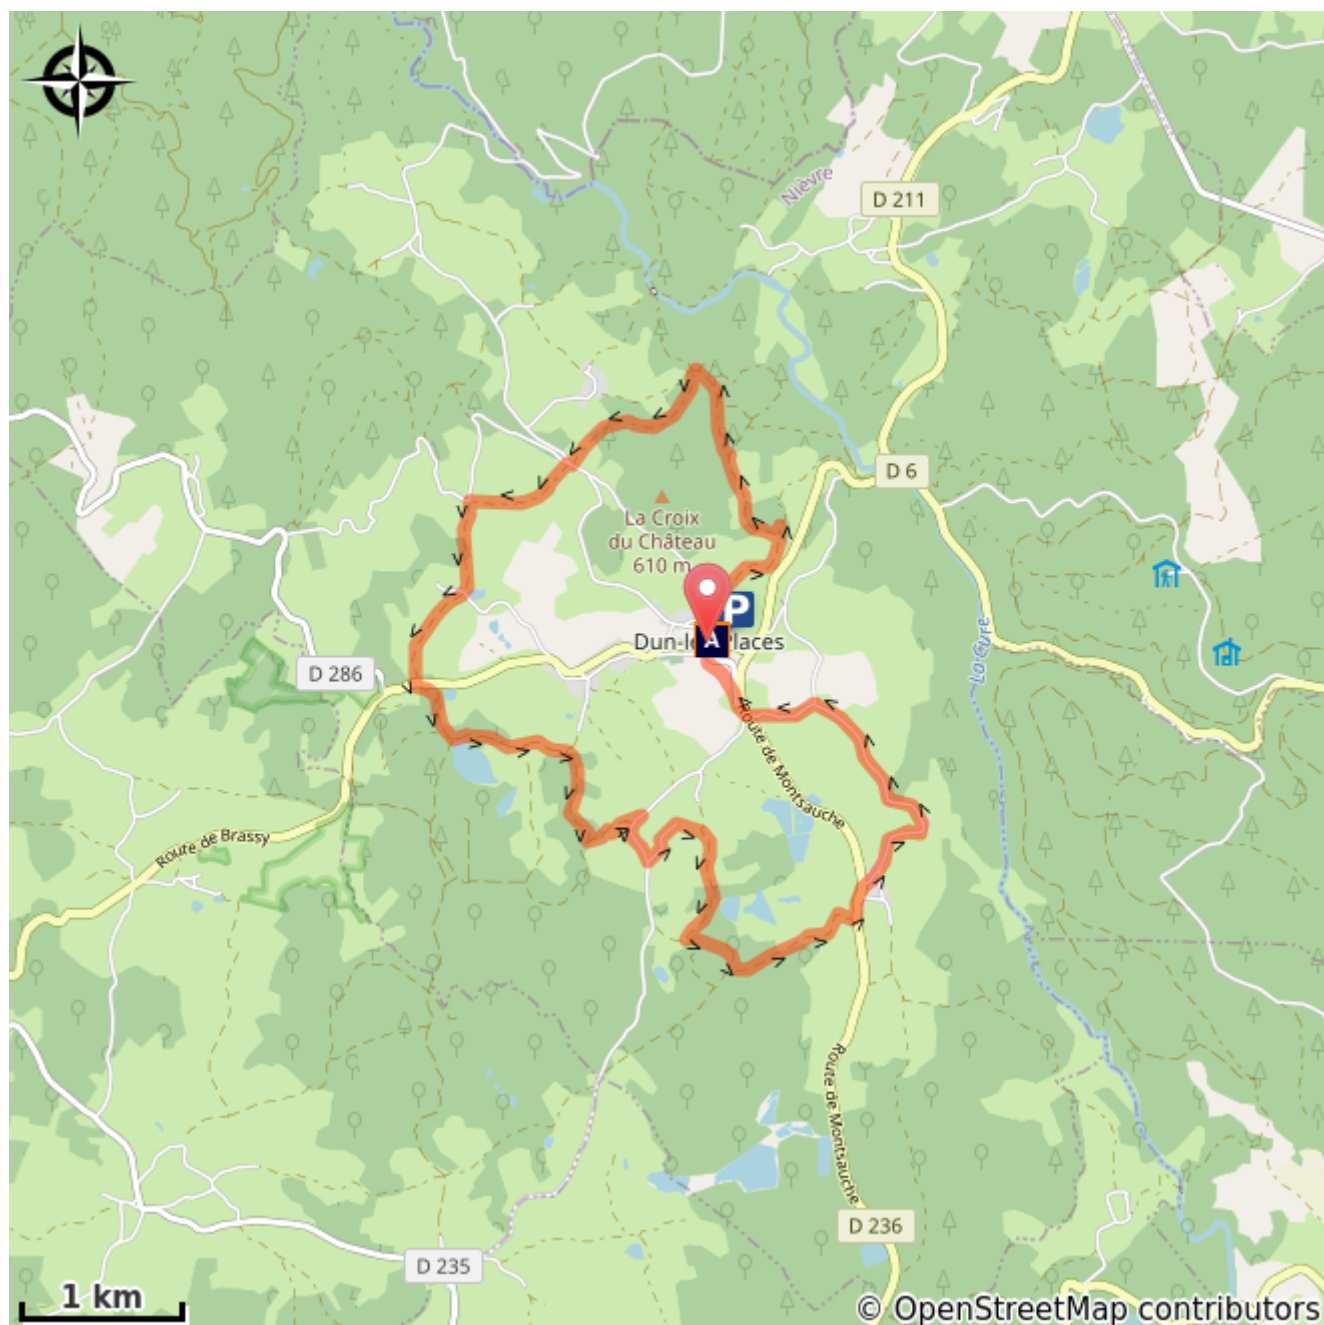 Nièvre
D 211
D 6
La Croix
du Château
610 m
P
A
Dun-les-Places
La Cure
D 286
Route de Montsauche
Route de Brassy
Route de Montsauche
D 236
D 235
1 km
© OpenStreetMap contributors